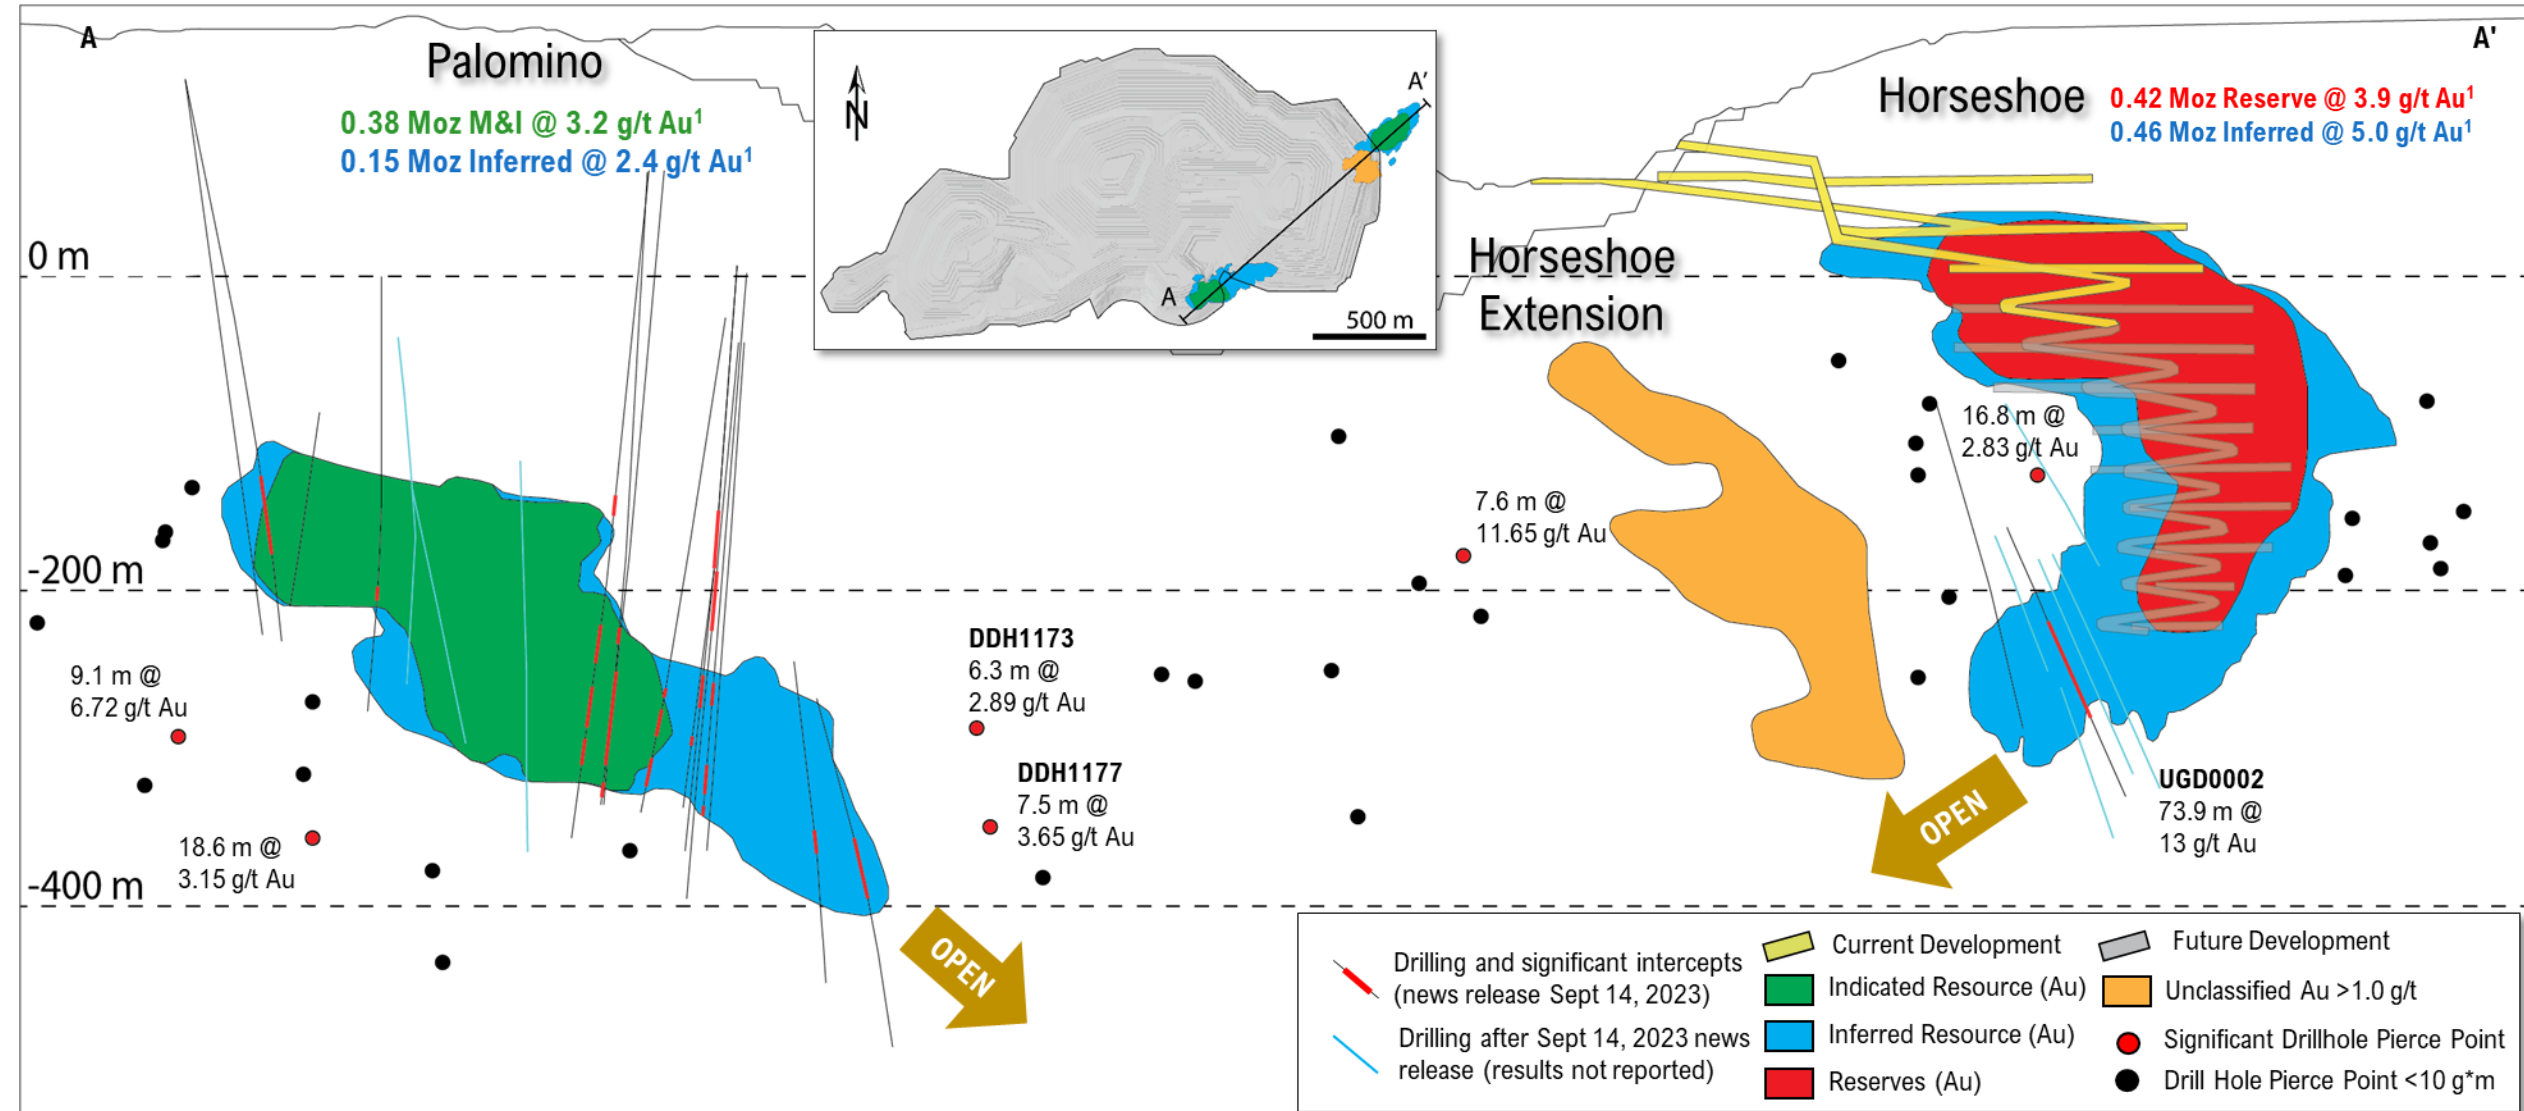 A
A'
Palomino
0.38 Moz M&I @ 3.2 g/t Au¹
0.15 Moz Inferred @ 2.4 g/t Au¹
N
A'
A
500 m
Horseshoe
0.42 Moz Reserve @ 3.9 g/t Au¹
0.46 Moz Inferred @ 5.0 g/t Au¹
Horseshoe
Extension
0 m
-200 m
-400 m
16.8 m @
2.83 g/t Au
7.6 m @
11.65 g/t Au
9.1 m @
6.72 g/t Au
18.6 m @
3.15 g/t Au
DDH1173
6.3 m @
2.89 g/t Au
DDH1177
7.5 m @
3.65 g/t Au
UGD0002
73.9 m @
13 g/t Au
OPEN
OPEN
Drilling and significant intercepts
(news release Sept 14, 2023)
Drilling after Sept 14, 2023 news
release (results not reported)
Current Development
Indicated Resource (Au)
Inferred Resource (Au)
Reserves (Au)
Future Development
Unclassified Au >1.0 g/t
Significant Drillhole Pierce Point
Drill Hole Pierce Point <10 g*m